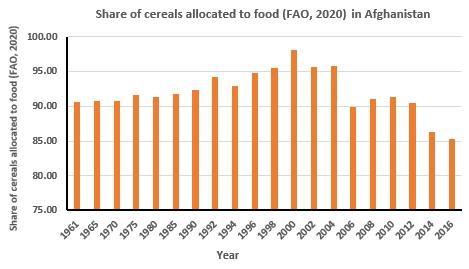 Share of cereals allocated to food (FAO, 2020) in Afghanistan
Share of cereals allocated to food (FAO, 2020)
100.00
95.00
90.00
85.00
80.00
75.00
1961 1965 1970 1975 1980 1985 1990 1992 1994 1996 1998 2000 2002 2004 2006 2008 2010 2012 2014 2016
Year